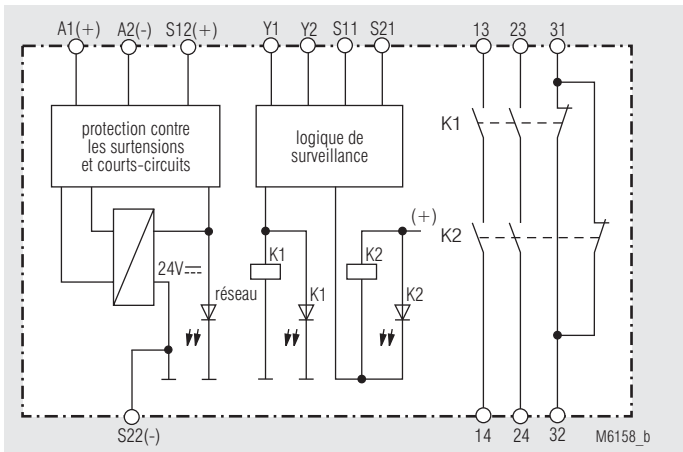 A1(+) A2(-) S12(+) Y1 Y2 S11 S21 13 23 31
protection contre
les surtensions
et courts-circuits
logique de
surveillance
K1
(+)
K2
24V
K1
K2
réseau
K1
K2
S22(-)
14 24 32
M6158_b